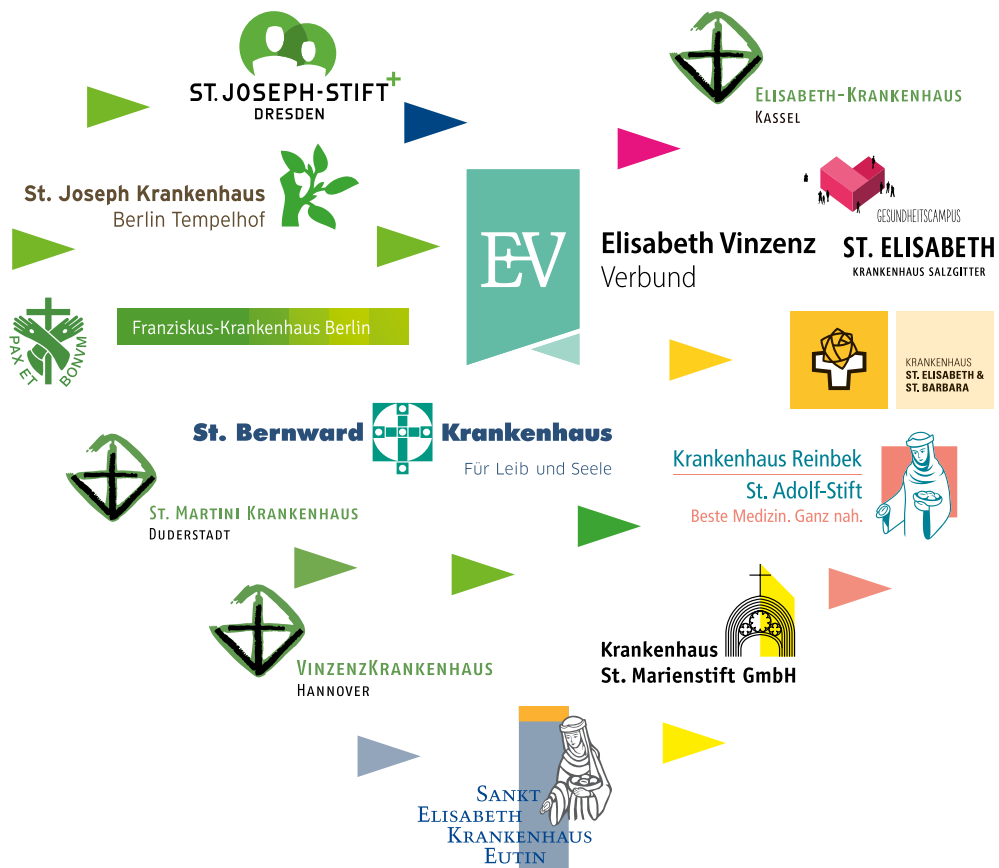 ST. JOSEPH-STIFT
DRESDEN
ELISABETH-KRANKENHAUS
KASSEL
St. Joseph Krankenhaus
Berlin Tempelhof
EV
Elisabeth Vinzenz
Verbund
GESUNDHEITSCAMPUS
ST. ELISABETH
KRANKENHAUS SALZGITTER
PAX ET BONVM
Franziskus-Krankenhaus Berlin
KRANKENHAUS
ST. ELISABETH &
ST. BARBARA
St. Bernward Krankenhaus
Für Leib und Seele
Krankenhaus Reinbek
St. Adolf-Stift
Beste Medizin. Ganz nah.
ST. MARTINI KRANKENHAUS
DUDERSTADT
Krankenhaus
St. Marienstift GmbH
VINZENZKRANKENHAUS
HANNOVER
SANKT
ELISABETH
KRANKENHAUS
EUTIN